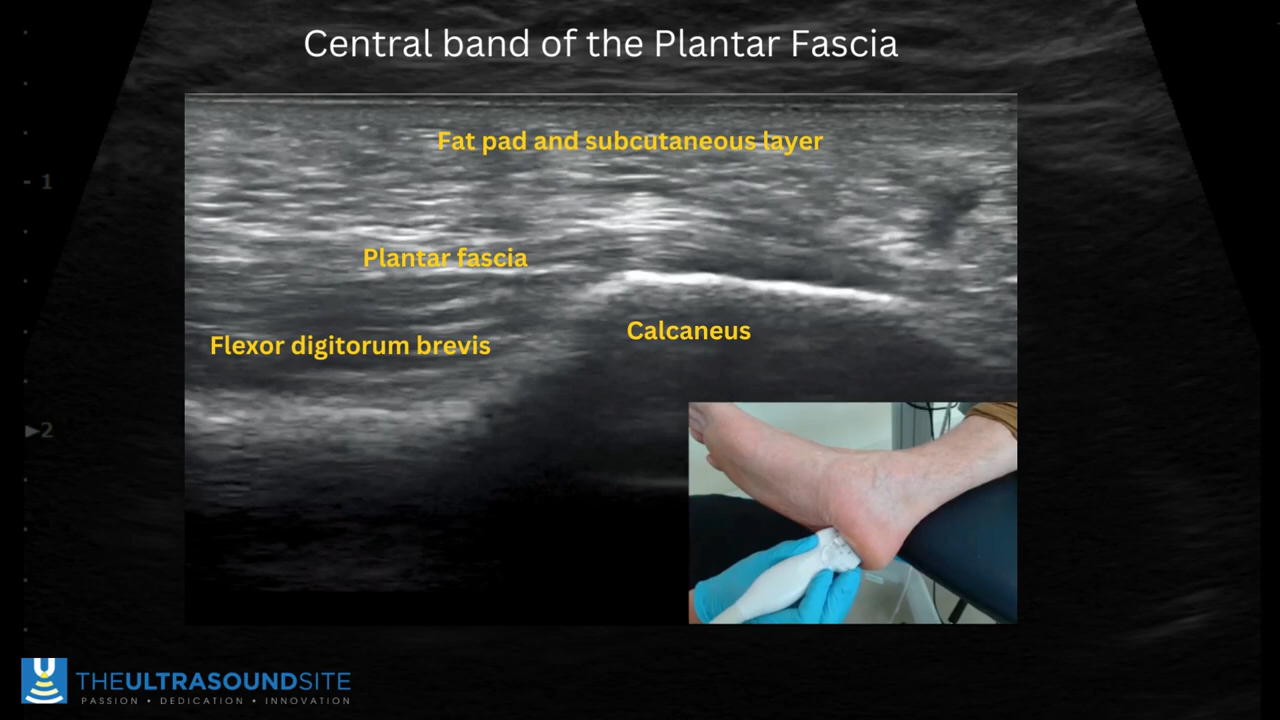 Central band of the Plantar Fascia
Fat pad and subcutaneous layer
- 1
Plantar fascia
Calcaneus
Flexor digitorum brevis
►2
THEULTRASOUNDSITE
PASSION • DEDICATION • INNOVATION